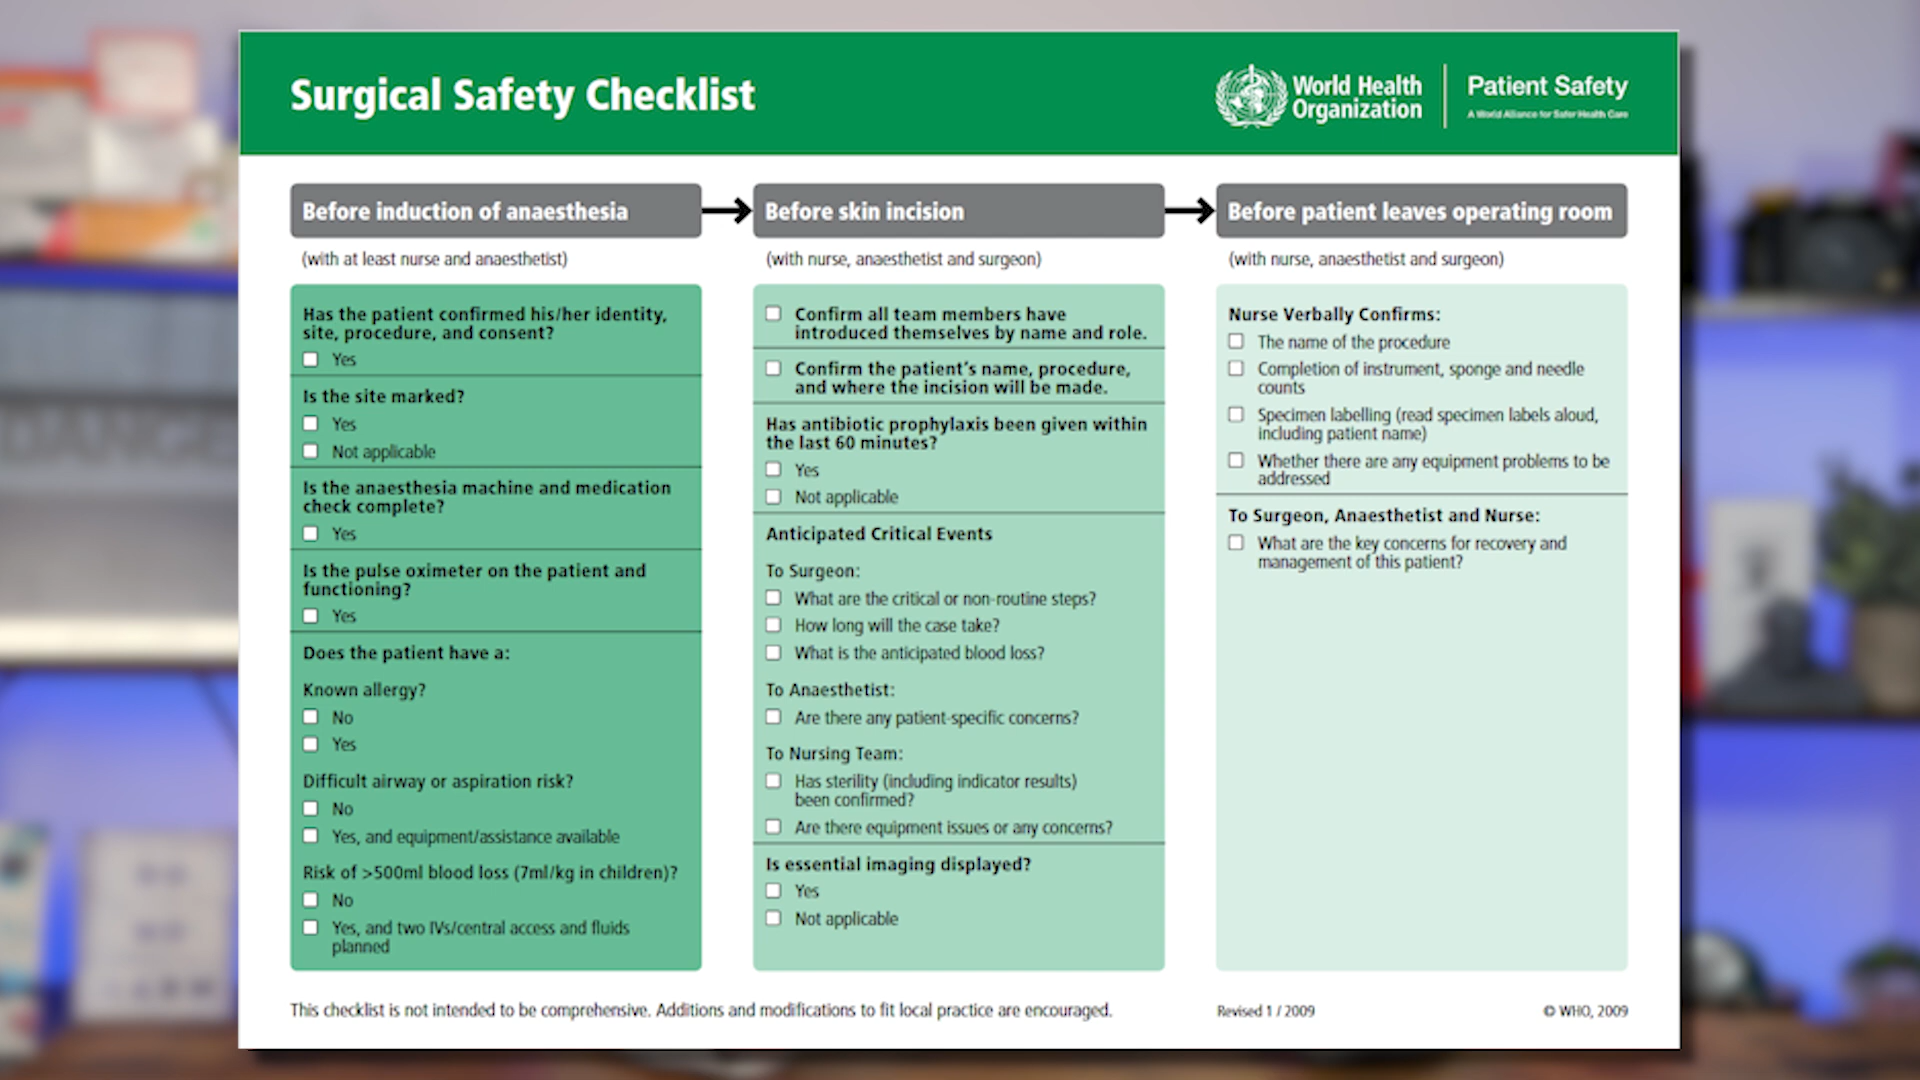 Surgical Safety Checklist
World Health
Organization
Patient Safety
A World Alliance for Safer Health Care
Before induction of anaesthesia
(with at least nurse and anaesthetist)
Has the patient confirmed his/her identity,
site, procedure, and consent?
Yes
Is the site marked?
Yes
Not applicable
Is the anaesthesia machine and medication
check complete?
Yes
Is the pulse oximeter on the patient and
functioning?
Yes
Does the patient have a:
Known allergy?
No
Yes
Difficult airway or aspiration risk?
No
Yes, and equipment/assistance available
Risk of >500ml blood loss (7ml/kg in children)?
No
Yes, and two IVs/central access and fluids
planned
Before skin incision
(with nurse, anaesthetist and surgeon)
Confirm all team members have
introduced themselves by name and role.
Confirm the patient's name, procedure,
and where the incision will be made.
Has antibiotic prophylaxis been given within
the last 60 minutes?
Yes
Not applicable
Anticipated Critical Events
To Surgeon:
What are the critical or non-routine steps?
How long will the case take?
What is the anticipated blood loss?
To Anaesthetist:
Are there any patient-specific concerns?
To Nursing Team:
Has sterility (including indicator results)
been confirmed?
Are there equipment issues or any concerns?
Is essential imaging displayed?
Yes
Not applicable
Before patient leaves operating room
(with nurse, anaesthetist and surgeon)
Nurse Verbally Confirms:
The name of the procedure
Completion of instrument, sponge and needle
counts
Specimen labelling (read specimen labels aloud,
including patient name)
Whether there are any equipment problems to be
addressed
To Surgeon, Anaesthetist and Nurse:
What are the key concerns for recovery and
management of this patient?
This checklist is not intended to be comprehensive. Additions and modifications to fit local practice are encouraged.
Revised 1 / 2009
© WHO, 2009
DANGE